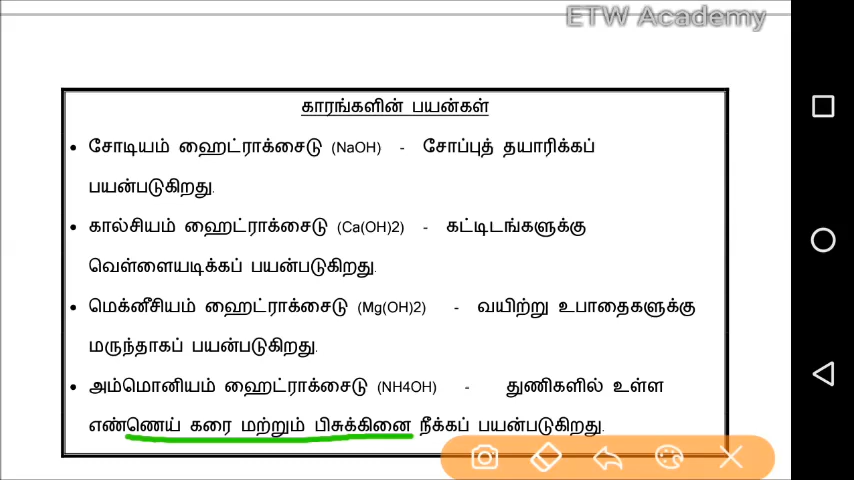 ETW Academy
காரங்களின் பயன்கள்
• சோடியம் ஹைட்ராக்சைடு (NaOH) - சோப்புத் தயாரிக்கப்
பயன்படுகிறது.
• கால்சியம் ஹைட்ராக்சைடு (Ca(OH)2) - கட்டிடங்களுக்கு
வெள்ளையடிக்கப் பயன்படுகிறது.
• மெக்னீசியம் ஹைட்ராக்சைடு (Mg(OH)2) - வயிற்று உபாதைகளுக்கு
மருந்தாகப் பயன்படுகிறது.
• அம்மொனியம் ஹைட்ராக்சைடு (NH4OH) - துணிகளில் உள்ள
எண்ணெய் கரை மற்றும் பிசுக்கினை நீக்கப் பயன்படுகிறது.